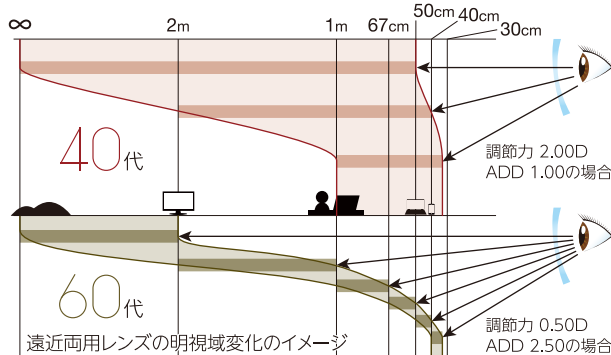 ∞
2m
1m
67cm
50cm
40cm
30cm
40代
調節力 2.00D
ADD 1.00の場合
60代
調節力 0.50D
ADD 2.50の場合
遠近両用レンズの明視域変化のイメージ